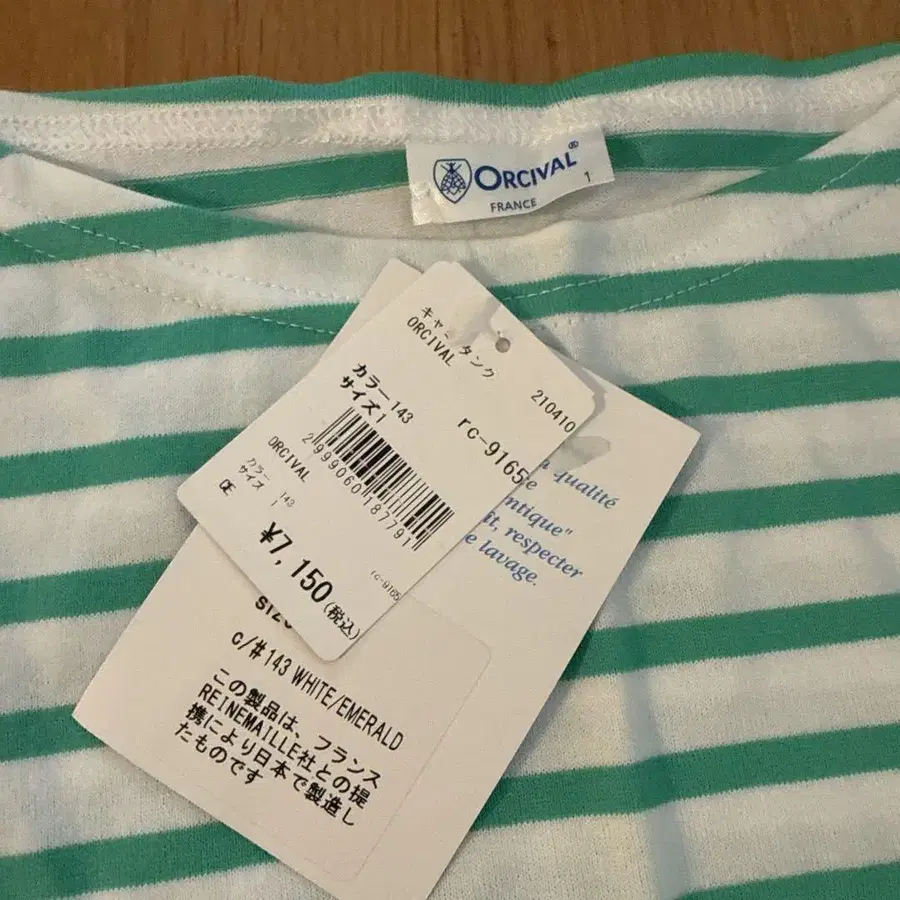 ORCIVAL®
FRANCE
1
キャミタンク
ORCIVAL
210410
カラー143
サイズ1
rc-9165
2999060187791
ORCIVAL
カラー 143
サイズ 1
CE
¥7,150(税込)
rc-9165
qualité
"
, respecter
lavage.
c/#143 WHITE/EMERALD
この製品は、フランス
REINEMAILLE社との提
携により日本で製造し
たものです